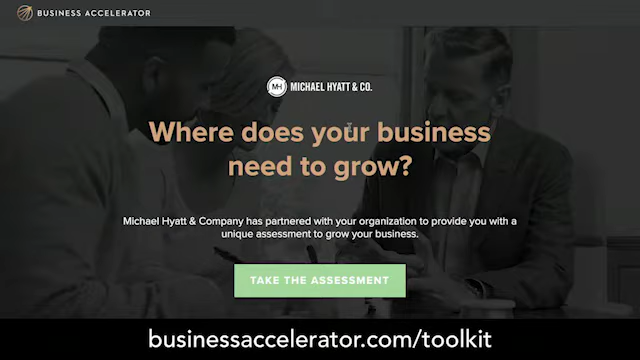 BUSINESS ACCELERATOR
MH MICHAEL HYATT & CO.
Where does your business
need to grow?
Michael Hyatt & Company has partnered with your organization to provide you with a
unique assessment to grow your business.
TAKE THE ASSESSMENT
businessaccelerator.com/toolkit